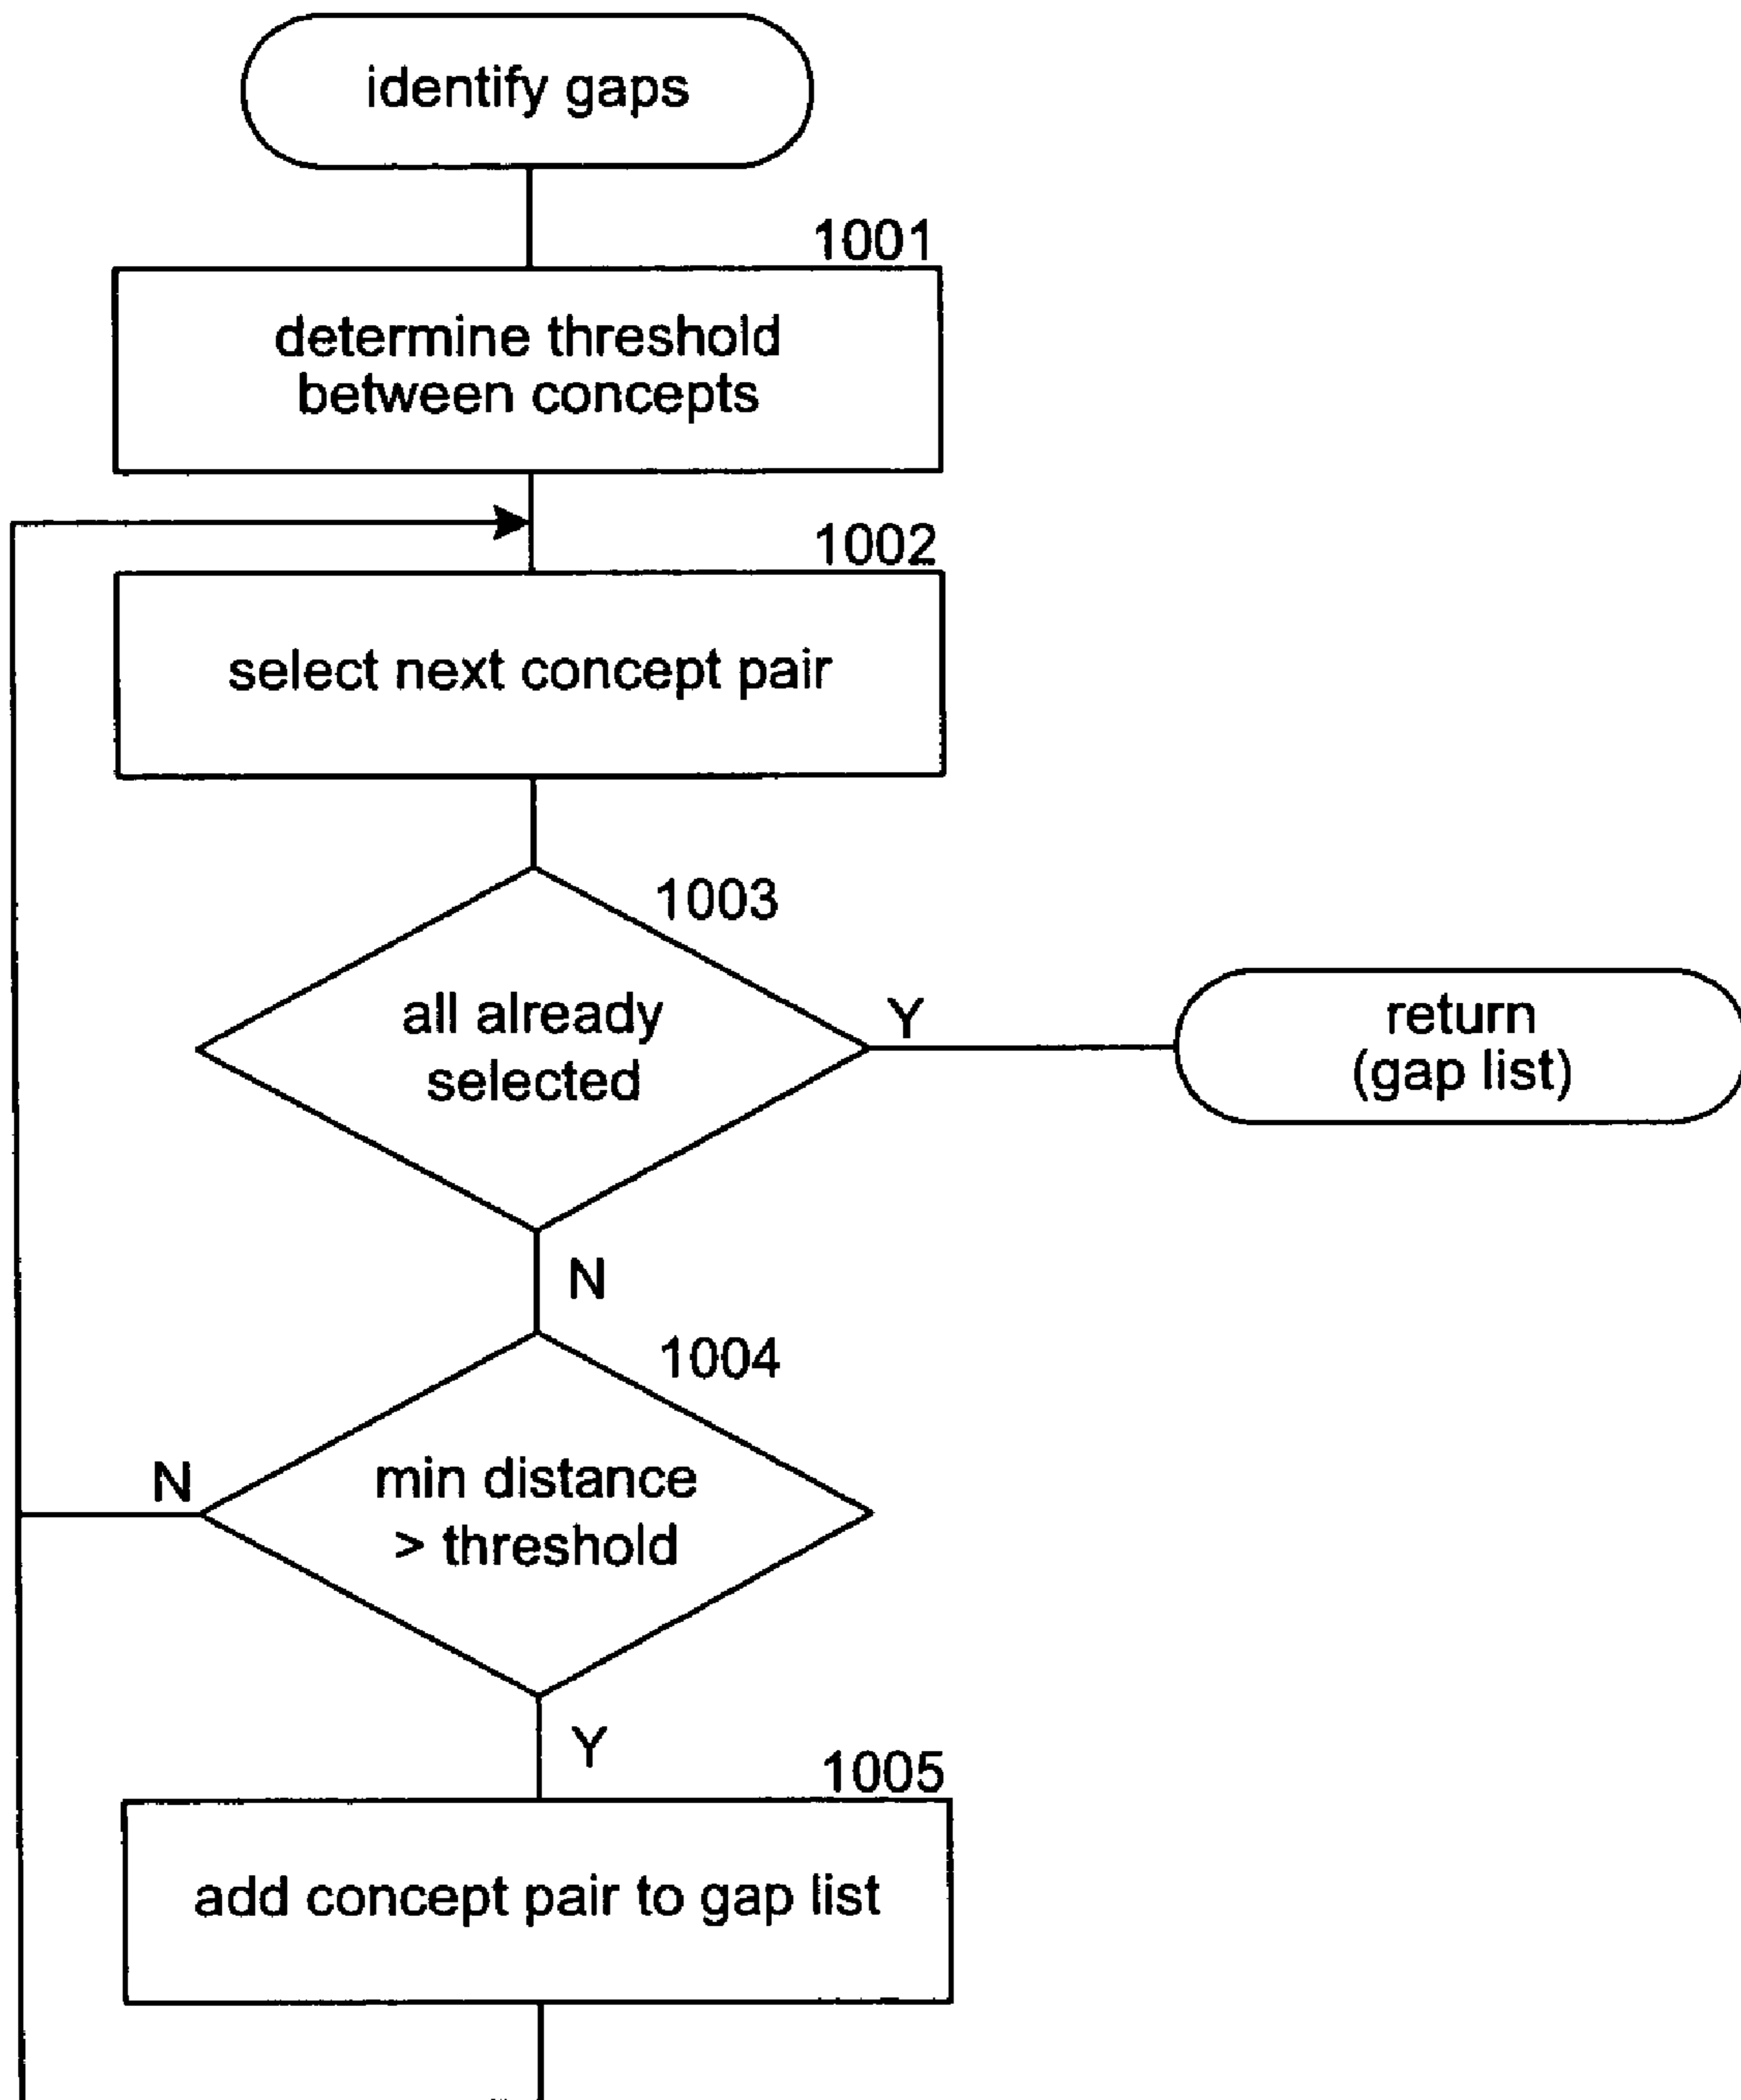 identify gaps
1001
determine threshold
between concepts
1002
select next concept pair
1003
all already
selected
Y
return
(gap list)
N
1004
N
min distance
> threshold
Y
1005
add concept pair to gap list